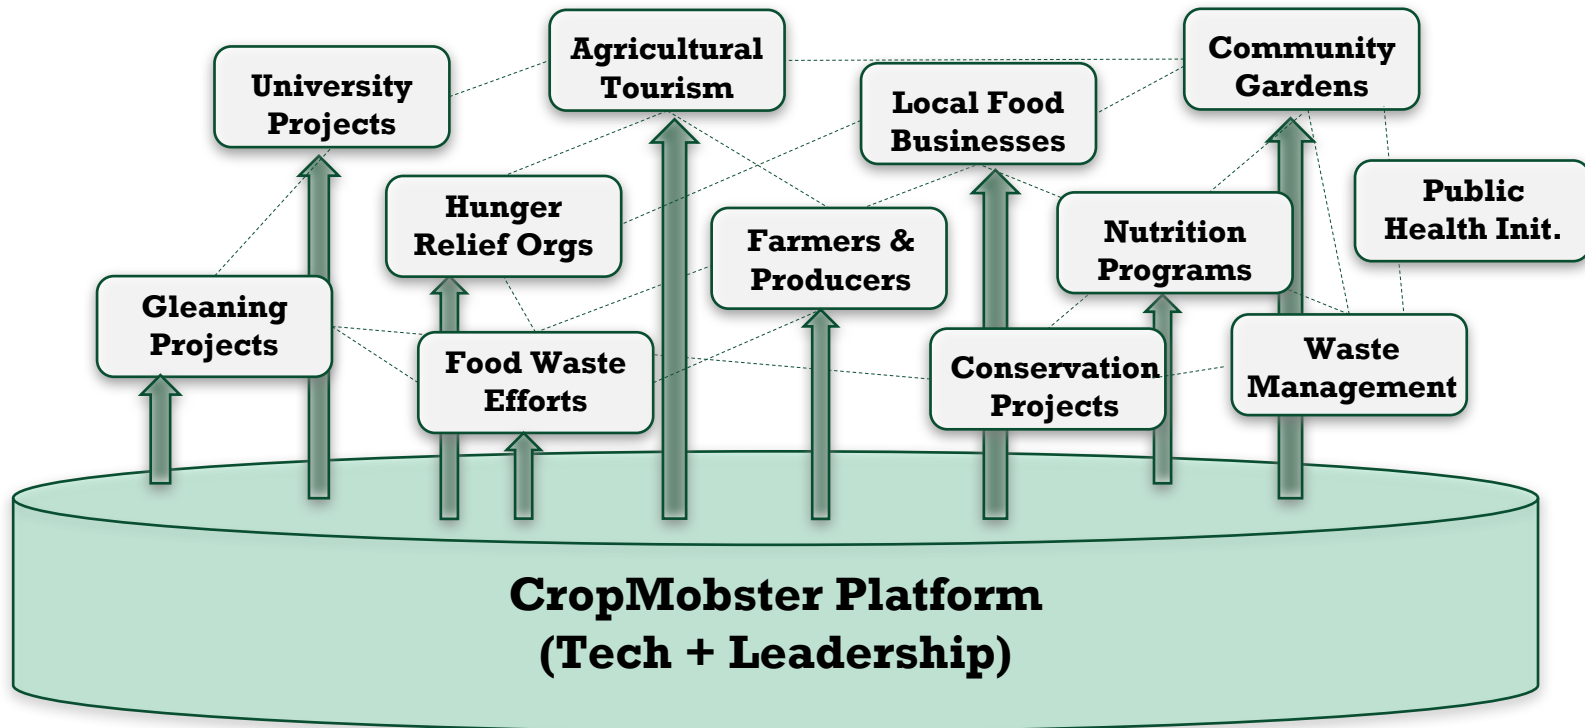 Agricultural
Tourism
Community
Gardens
University
Projects
Local Food
Businesses
Hunger
Relief Orgs
Public
Health Init.
Farmers &
Producers
Nutrition
Programs
Gleaning
Projects
Food Waste
Efforts
Conservation
Projects
Waste
Management
CropMobster Platform
(Tech + Leadership)